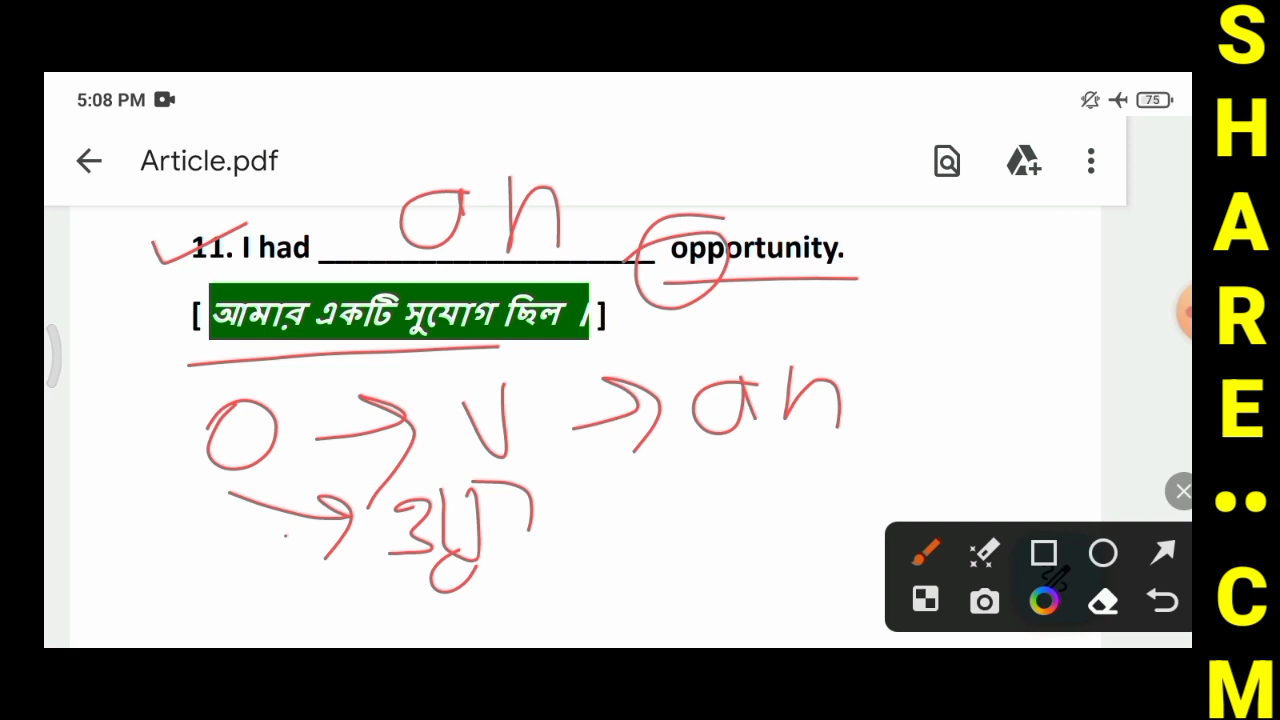 5:08 PM
75
Article.pdf
an
11. I had ____________________ opportunity.
[ আমার একটি সুযোগ ছিল । ]
O → V → an
→
SHARE •• CM